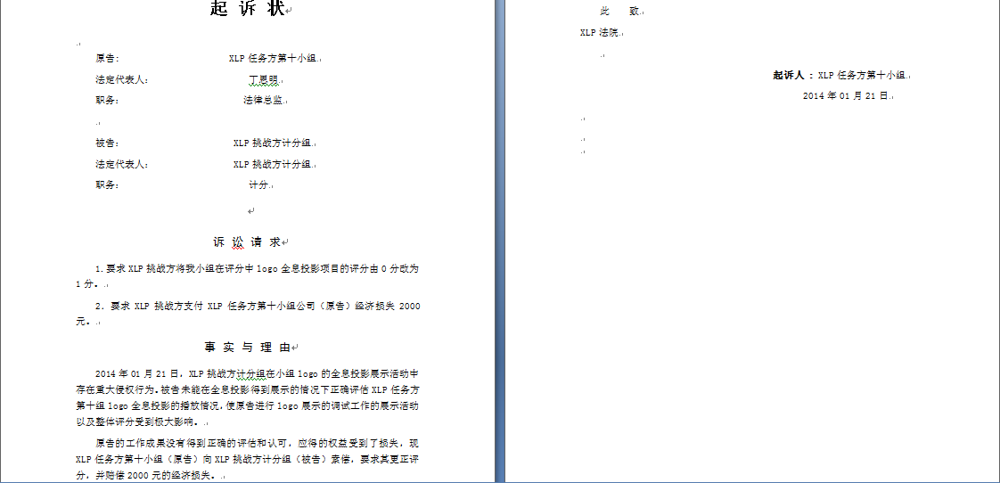 起 诉 状
原告: XLP 任务方第十小组
法定代表人: 丁思明
职务: 法律总监
被告: XLP 挑战方计分组
法定代表人: XLP 挑战方计分组
职务: 计分
诉 讼 请 求
1.要求 XLP 挑战方将我小组在评分中 logo 全息投影项目的评分由 0 分改为
1 分。
2. 要求 XLP 挑战方支付 XLP 任务方第十小组公司（原告）经济损失 2000
元。
事 实 与 理 由
2014 年 01 月 21 日，XLP 挑战方计分组在小组 logo 的全息投影展示活动中
存在重大侵权行为。被告未能在全息投影得到展示的情况下正确评估 XLP 任务方
第十组 logo 全息投影的播放情况，使原告进行 logo 展示的调试工作的展示活动
以及整体评分受到极大影响。
原告的工作成果没有得到正确的评估和认可，应得的权益受到了损失，现
XLP 任务方第十小组（原告）向 XLP 挑战方计分组（被告）索偿，要求其更正评
分，并赔偿 2000 元的经济损失。
此 致
XLP 法院
起诉人 : XLP 任务方第十小组
2014 年 01 月 21 日